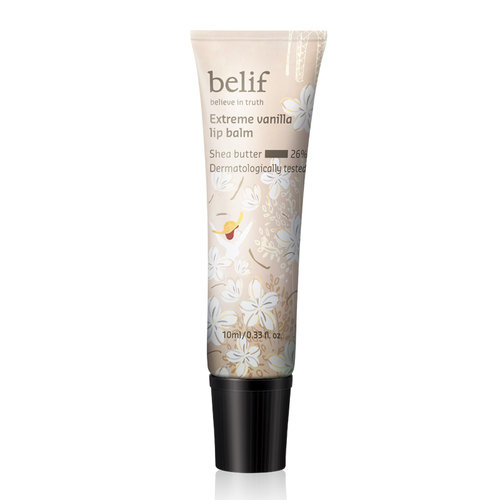 belif
believe in truth
Extreme vanilla
lip balm
Shea butter 26%
Dermatologically tested
10ml/0.33 fl. oz.